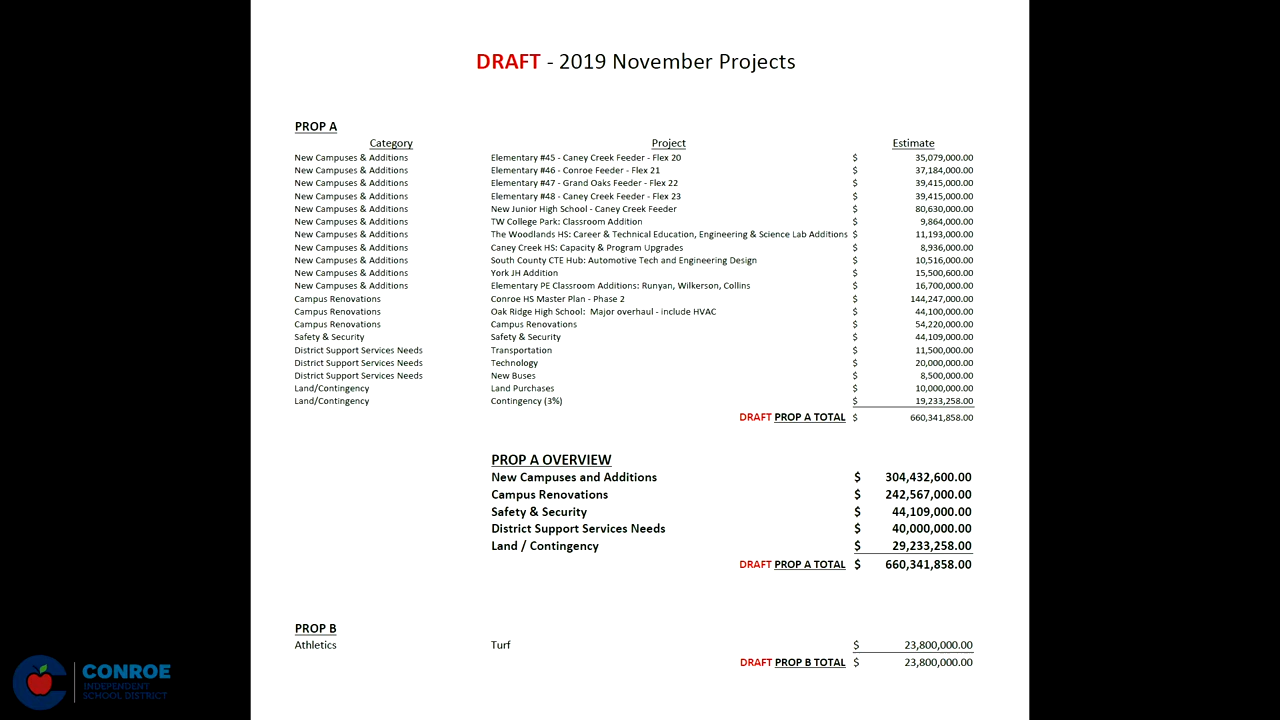 DRAFT - 2019 November Projects
PROP A
Category Project Estimate
New Campuses & Additions Elementary #45 - Caney Creek Feeder - Flex 20 $ 35,079,000.00
New Campuses & Additions Elementary #46 - Conroe Feeder - Flex 21 $ 37,184,000.00
New Campuses & Additions Elementary #47 - Grand Oaks Feeder - Flex 22 $ 39,415,000.00
New Campuses & Additions Elementary #48 - Caney Creek Feeder - Flex 23 $ 39,415,000.00
New Campuses & Additions New Junior High School - Caney Creek Feeder $ 80,630,000.00
New Campuses & Additions TW College Park: Classroom Addition $ 9,864,000.00
New Campuses & Additions The Woodlands HS: Career & Technical Education, Engineering & Science Lab Additions $ 11,193,000.00
New Campuses & Additions Caney Creek HS: Capacity & Program Upgrades $ 8,936,000.00
New Campuses & Additions South County CTE Hub: Automotive Tech and Engineering Design $ 10,516,000.00
New Campuses & Additions York JH Addition $ 15,500,600.00
New Campuses & Additions Elementary PE Classroom Additions: Runyan, Wilkerson, Collins $ 16,700,000.00
Campus Renovations Conroe HS Master Plan - Phase 2 $ 144,247,000.00
Campus Renovations Oak Ridge High School: Major overhaul - include HVAC $ 44,100,000.00
Campus Renovations Campus Renovations $ 54,220,000.00
Safety & Security Safety & Security $ 44,109,000.00
District Support Services Needs Transportation $ 11,500,000.00
District Support Services Needs Technology $ 20,000,000.00
District Support Services Needs New Buses $ 8,500,000.00
Land/Contingency Land Purchases $ 10,000,000.00
Land/Contingency Contingency (3%) $ 19,233,258.00
DRAFT PROP A TOTAL $ 660,341,858.00
PROP A OVERVIEW
New Campuses and Additions $ 304,432,600.00
Campus Renovations $ 242,567,000.00
Safety & Security $ 44,109,000.00
District Support Services Needs $ 40,000,000.00
Land / Contingency $ 29,233,258.00
DRAFT PROP A TOTAL $ 660,341,858.00
PROP B
Athletics Turf $ 23,800,000.00
DRAFT PROP B TOTAL $ 23,800,000.00
CONROE
INDEPENDENT
SCHOOL DISTRICT